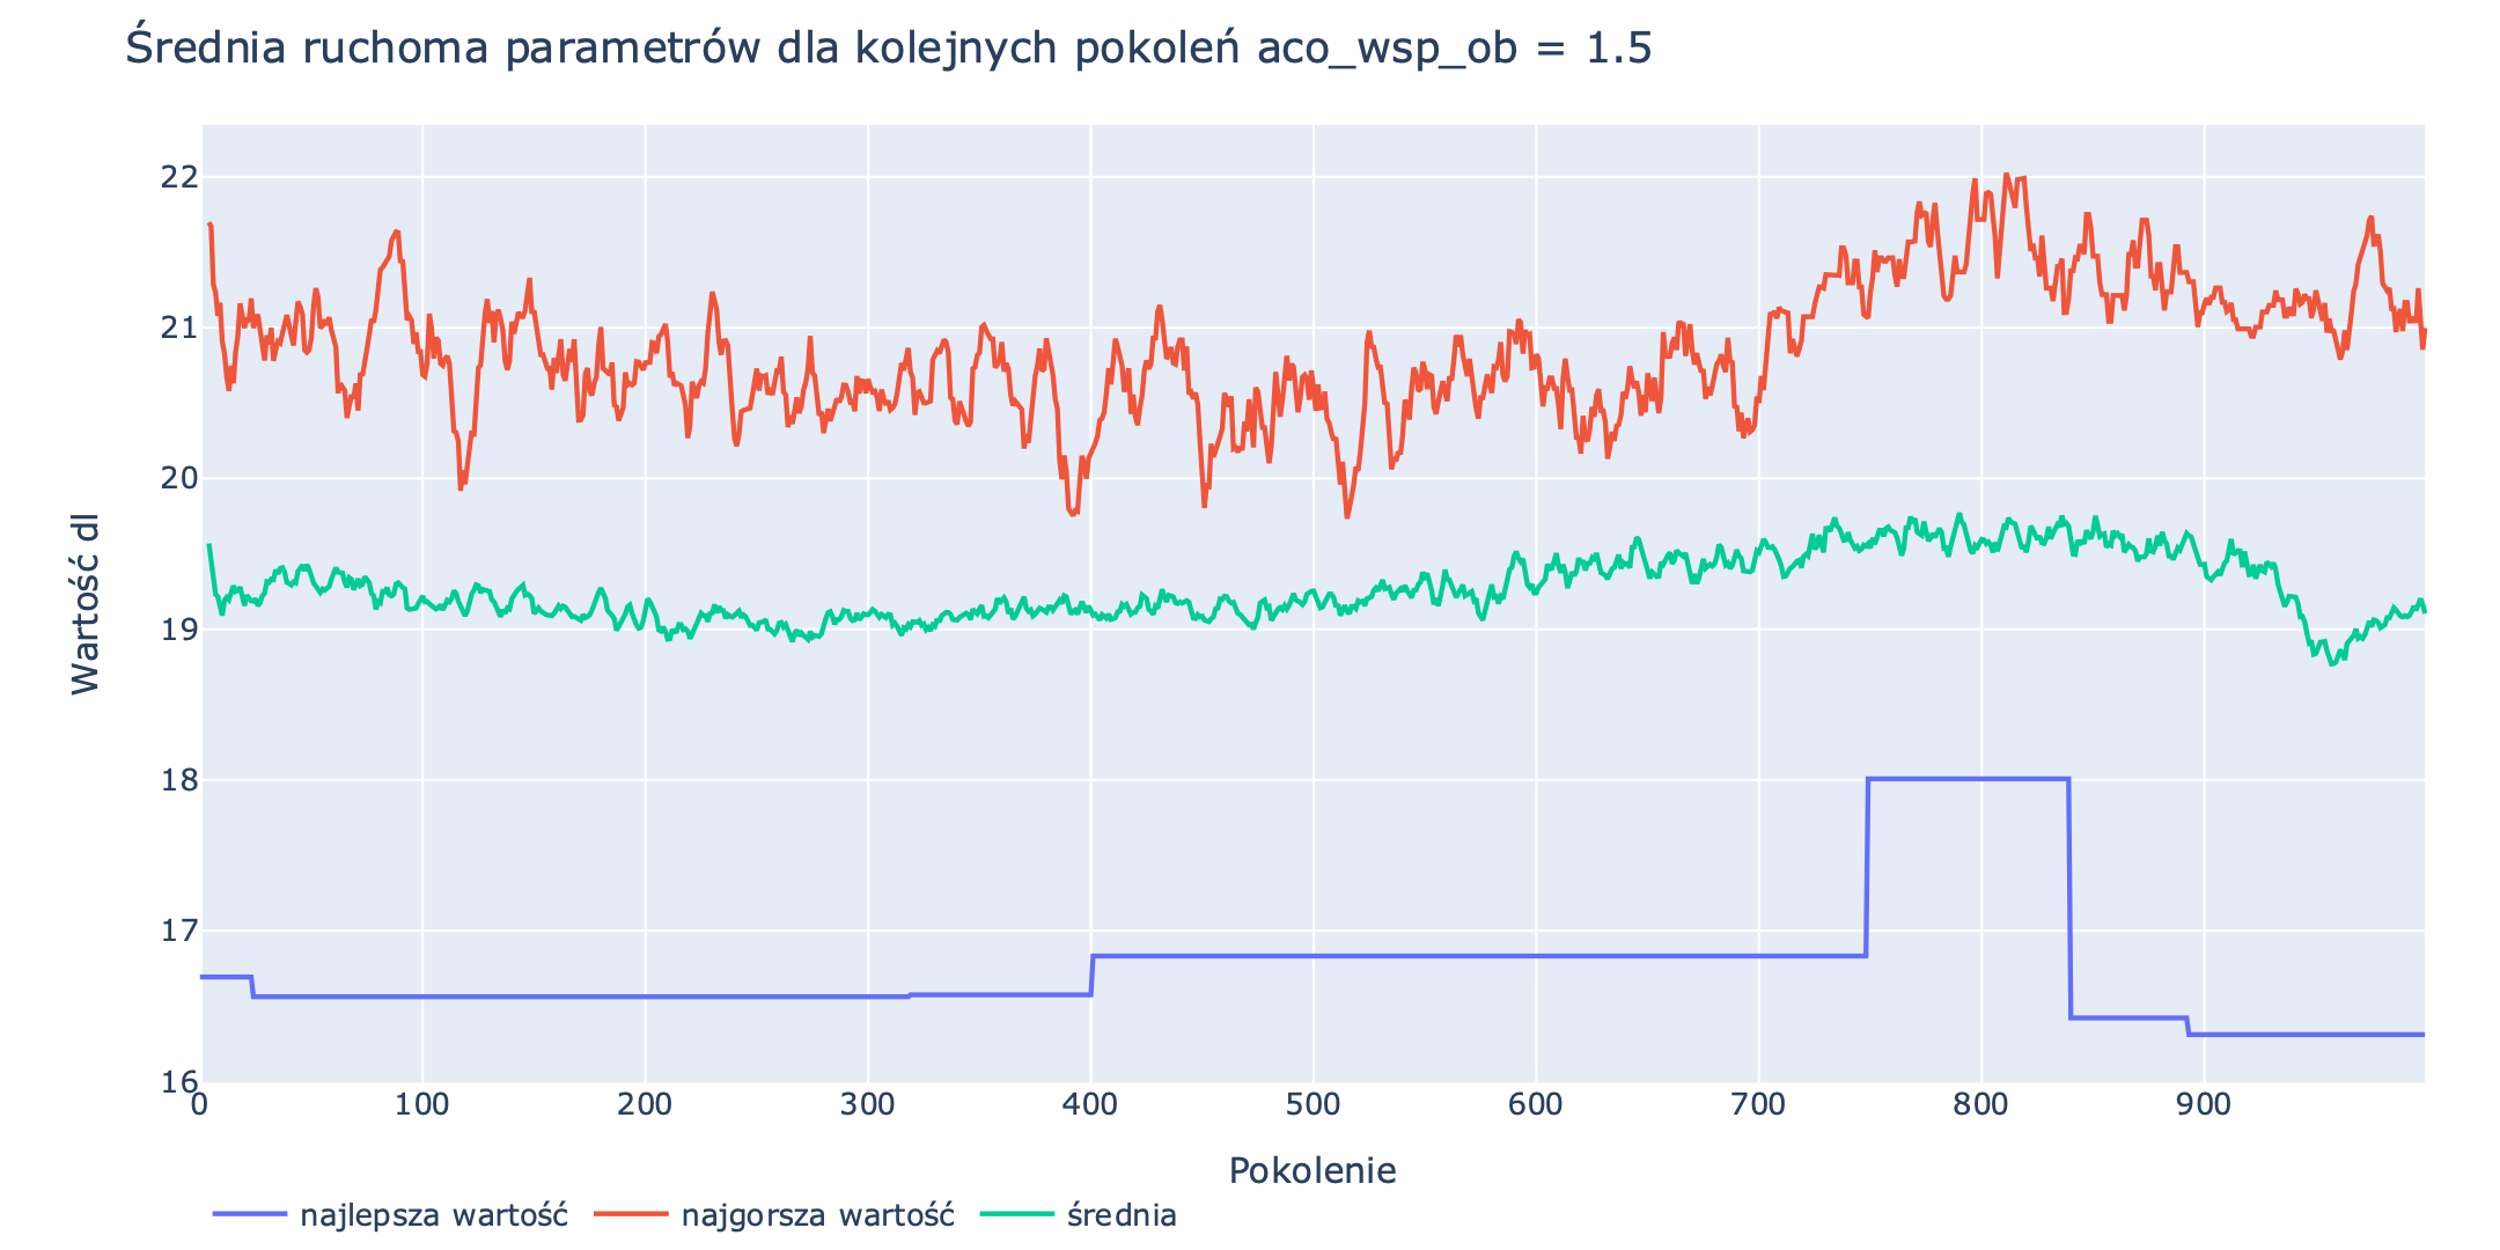 Średnia ruchoma parametrów dla kolejnych pokoleń aco_wsp_ob = 1.5
22
21
20
19
18
17
16
Wartość dl
0 100 200 300 400 500 600 700 800 900
Pokolenie
najlepsza wartość najgorsza wartość średnia